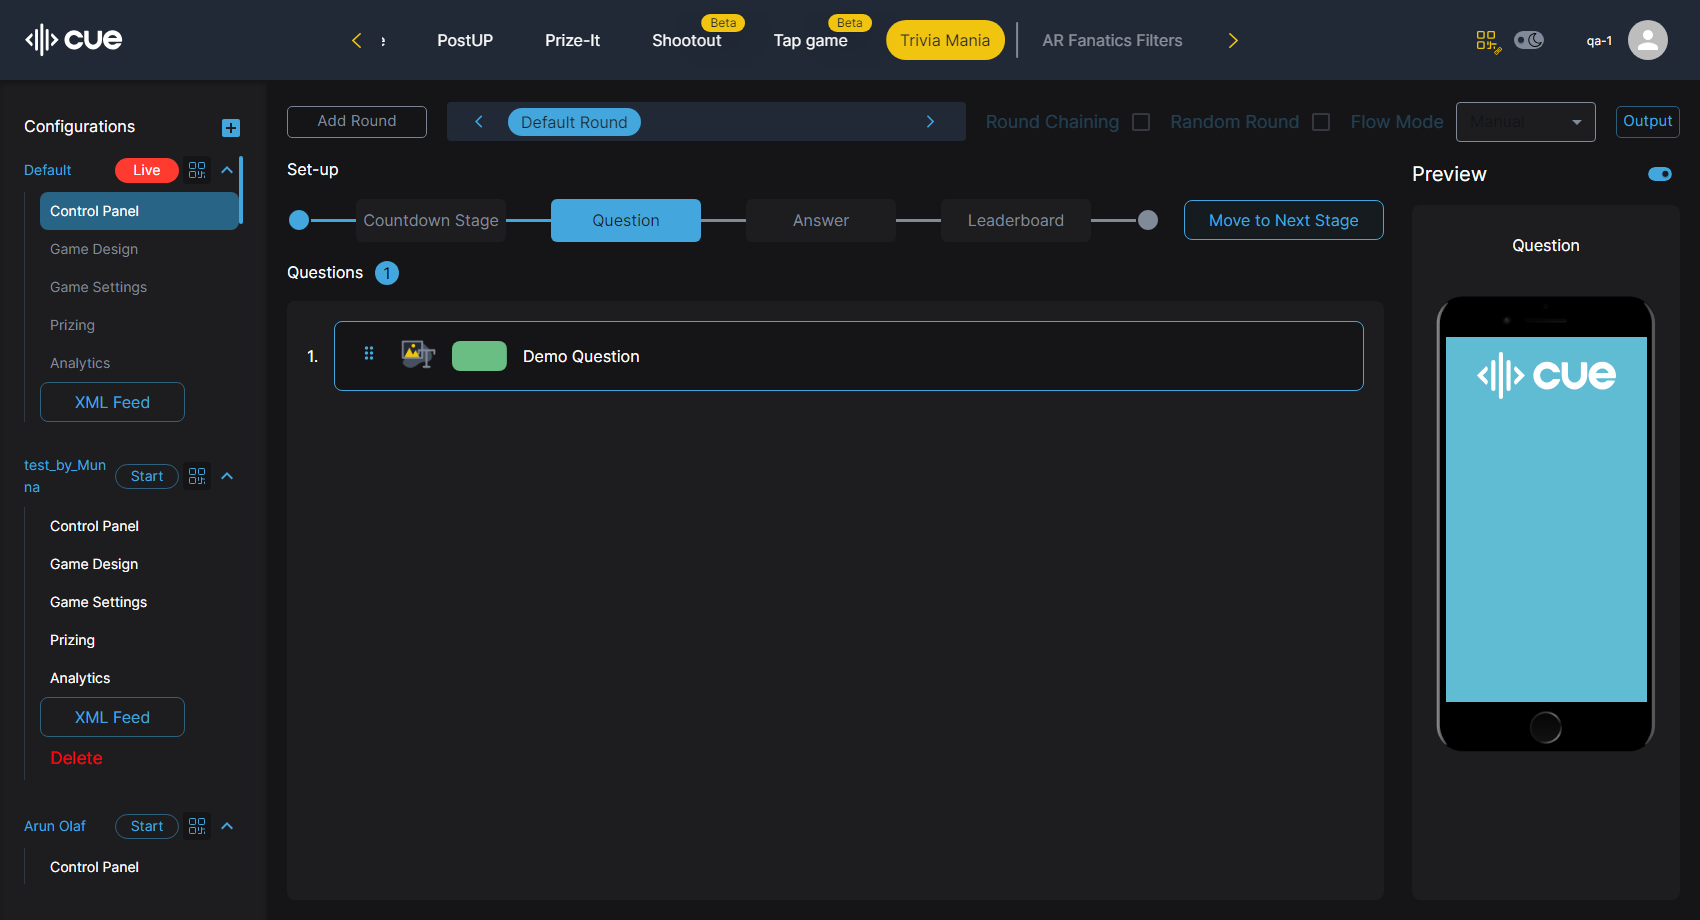 cue
PostUP
Prize-It
Beta
Shootout
Beta
Tap game
Trivia Mania
AR Fanatics Filters
qa-1
Configurations
Default
Live
Control Panel
Game Design
Game Settings
Prizing
Analytics
XML Feed
test_by_Mun
na
Start
Control Panel
Game Design
Game Settings
Prizing
Analytics
XML Feed
Delete
Arun Olaf
Start
Control Panel
Add Round
Default Round
Round Chaining
Random Round
Flow Mode
Manual
Output
Set-up
Countdown Stage
Question
Answer
Leaderboard
Move to Next Stage
Questions 1
1.
Demo Question
Preview
Question
cue